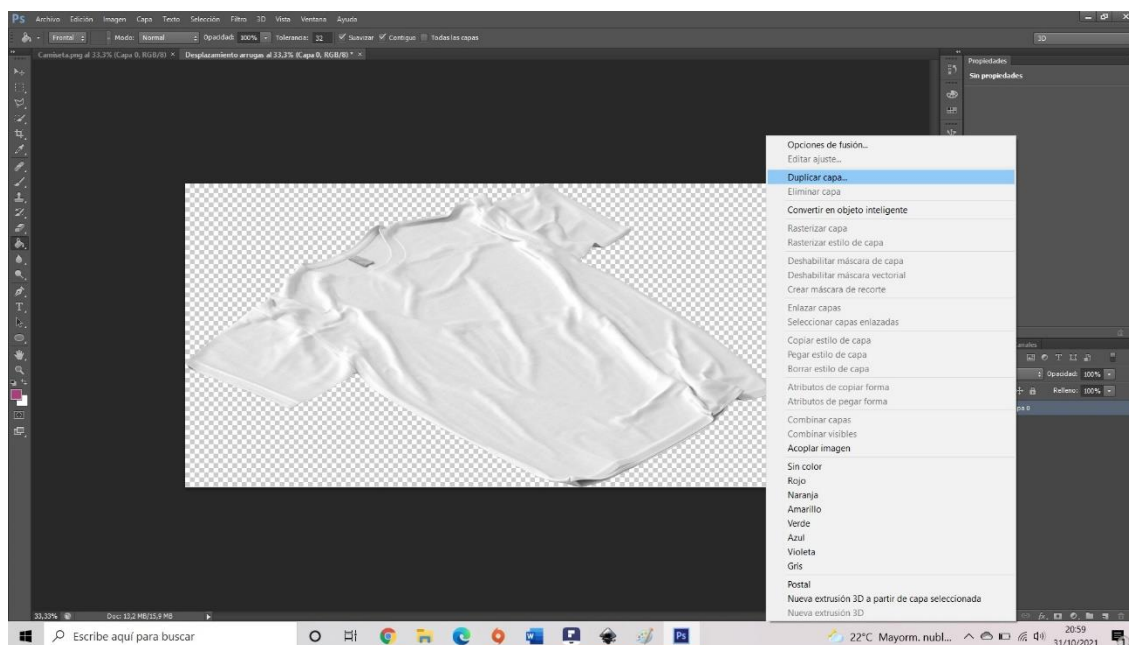 Ps Archivo Edición Imagen Capa Texto Selección Filtro 3D Vista Ventana Ayuda
Frontal Modo: Normal Opacidad: 100% Tolerancia: 32 Suavizar Contiguo Todas las capas
3D
Camiseta.png al 33,3% (Capa 0, RGB/8) × Desplazamiento arrugas al 33,3% (Capa 0, RGB/8) * ×
Propiedades
Sin propiedades
Opciones de fusión...
Editar ajuste...
Duplicar capa...
Eliminar capa
Convertir en objeto inteligente
Rasterizar capa
Rasterizar estilo de capa
Deshabilitar máscara de capa
Deshabilitar máscara vectorial
Crear máscara de recorte
Enlazar capas
Seleccionar capas enlazadas
Copiar estilo de capa
Pegar estilo de capa
Borrar estilo de capa
Atributos de copiar forma
Atributos de pegar forma
Combinar capas
Combinar visibles
Acoplar imagen
Sin color
Rojo
Naranja
Amarillo
Verde
Azul
Violeta
Gris
Postal
Nueva extrusión 3D a partir de capa seleccionada
Nueva extrusión 3D
Opacidad: 100%
Relleno: 100%
33,33% Doc: 13,2 MB/15,9 MB
Escribe aquí para buscar
Ps
22°C Mayorm. nubl...
20:59
31/10/2021